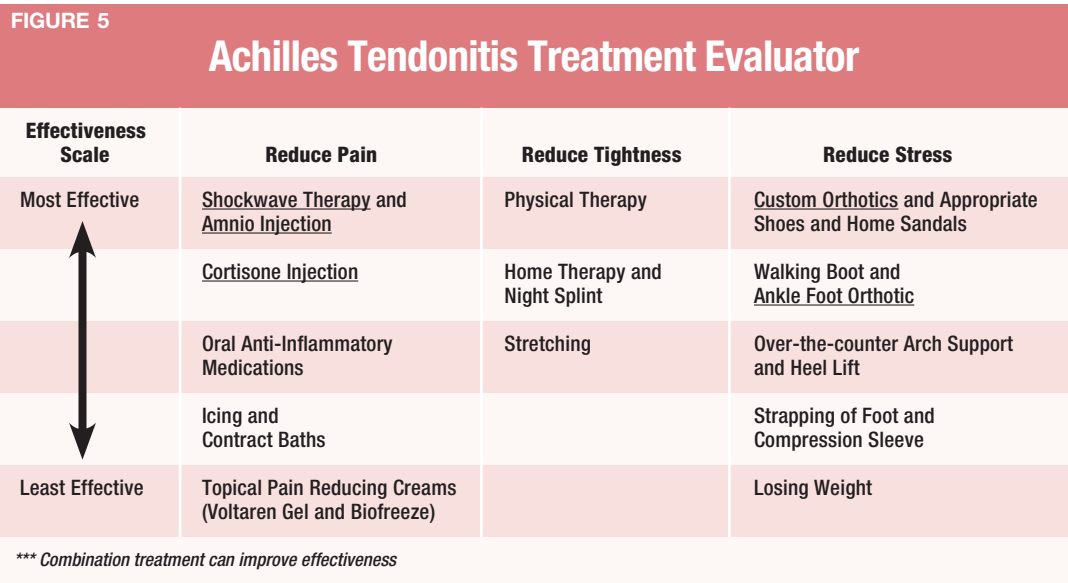 FIGURE 5
Achilles Tendonitis Treatment Evaluator
Effectiveness
Scale
Reduce Pain
Reduce Tightness
Reduce Stress
Most Effective
Shockwave Therapy and
Amnio Injection
Physical Therapy
Custom Orthotics and Appropriate
Shoes and Home Sandals
Cortisone Injection
Home Therapy and
Night Splint
Walking Boot and
Ankle Foot Orthotic
Oral Anti-Inflammatory
Medications
Stretching
Over-the-counter Arch Support
and Heel Lift
Icing and
Contract Baths
Strapping of Foot and
Compression Sleeve
Least Effective
Topical Pain Reducing Creams
(Voltaren Gel and Biofreeze)
Losing Weight
*** Combination treatment can improve effectiveness